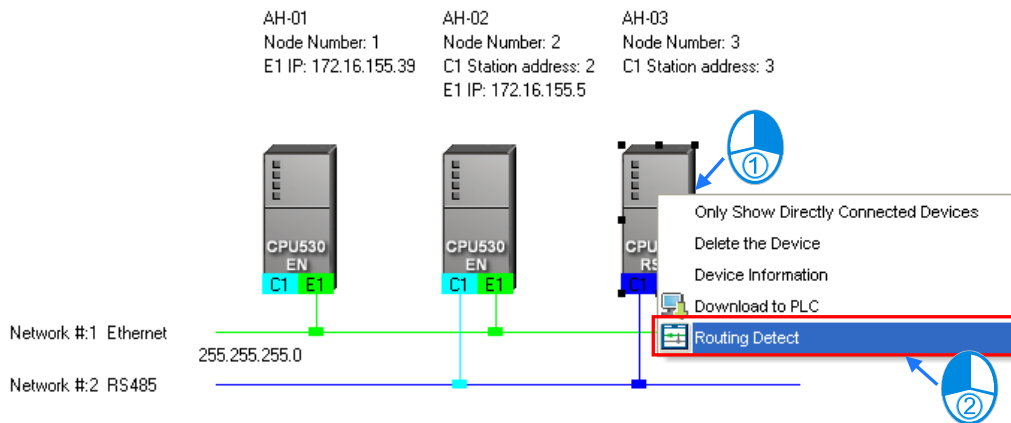 AH-01
Node Number: 1
E1 IP: 172.16.155.39
AH-02
Node Number: 2
C1 Station address: 2
E1 IP: 172.16.155.5
AH-03
Node Number: 3
C1 Station address: 3
CPU530
EN
C1 E1
CPU530
EN
C1 E1
CPU
RS
C1
①
Only Show Directly Connected Devices
Delete the Device
Device Information
Download to PLC
Routing Detect
②
Network #:1 Ethernet
255.255.255.0
Network #:2 RS485